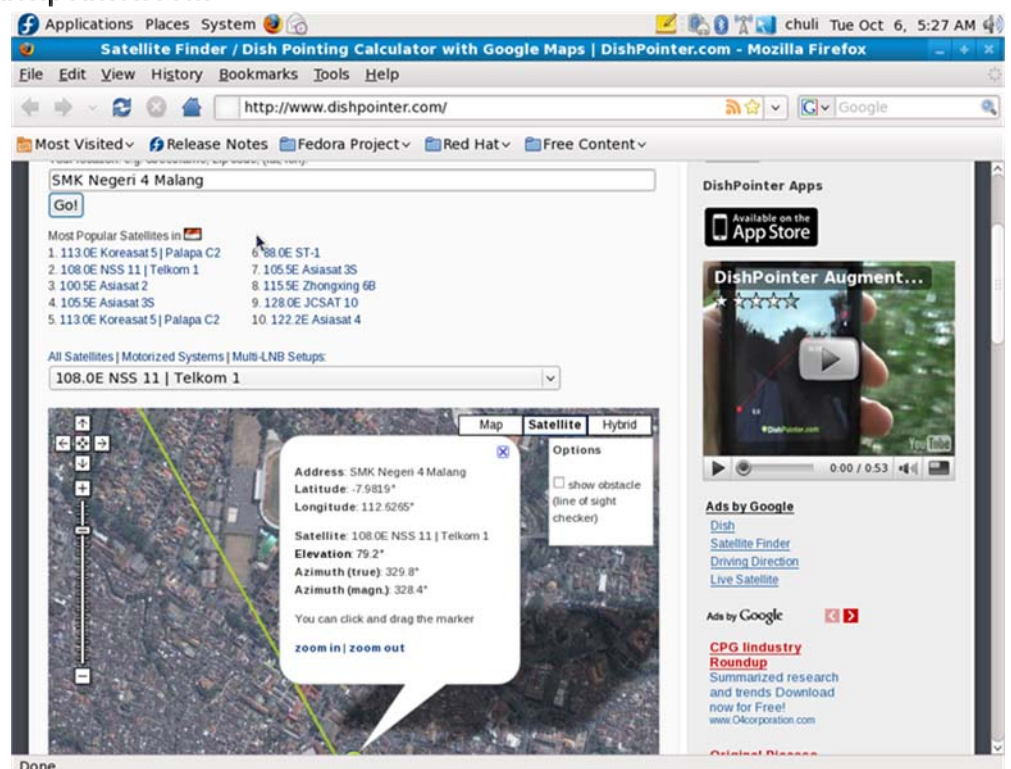 Applications Places System
chuli Tue Oct 6, 5:27 AM
Satellite Finder / Dish Pointing Calculator with Google Maps | DishPointer.com - Mozilla Firefox
File Edit View History Bookmarks Tools Help
http://www.dishpointer.com/
G Google
Most Visited Release Notes Fedora Project Red Hat Free Content
SMK Negeri 4 Malang
Go!
Most Popular Satellites in
1. 113.0E Koreasat 5 | Palapa C2
2. 108.0E NSS 11 | Telkom 1
3. 100.5E Asiasat 2
4. 105.5E Asiasat 3S
5. 113.0E Koreasat 5 | Palapa C2
6. 88.0E ST-1
7. 105.5E Asiasat 3S
8. 115.5E Zhongxing 6B
9. 128.0E JCSAT 10
10. 122.2E Asiasat 4
All Satellites | Motorized Systems | Multi-LNB Setups:
108.0E NSS 11 | Telkom 1
Map Satellite Hybrid
Options
show obstacle
(line of sight
checker)
Address: SMK Negeri 4 Malang
Latitude: -7.9819°
Longitude: 112.6265°
Satellite: 108.0E NSS 11 | Telkom 1
Elevation: 79.2°
Azimuth (true): 329.8°
Azimuth (magn.): 328.4°
You can click and drag the marker
zoom in | zoom out
DishPointer Apps
Available on the
App Store
DishPointer Augment...
DishPointer.com
YouTube
0:00 / 0:53
Ads by Google
Dish
Satellite Finder
Driving Direction
Live Satellite
Ads by Google
CPG Iindustry
Roundup
Summarized research
and trends Download
now for Free!
www.O4corporation.com
Done